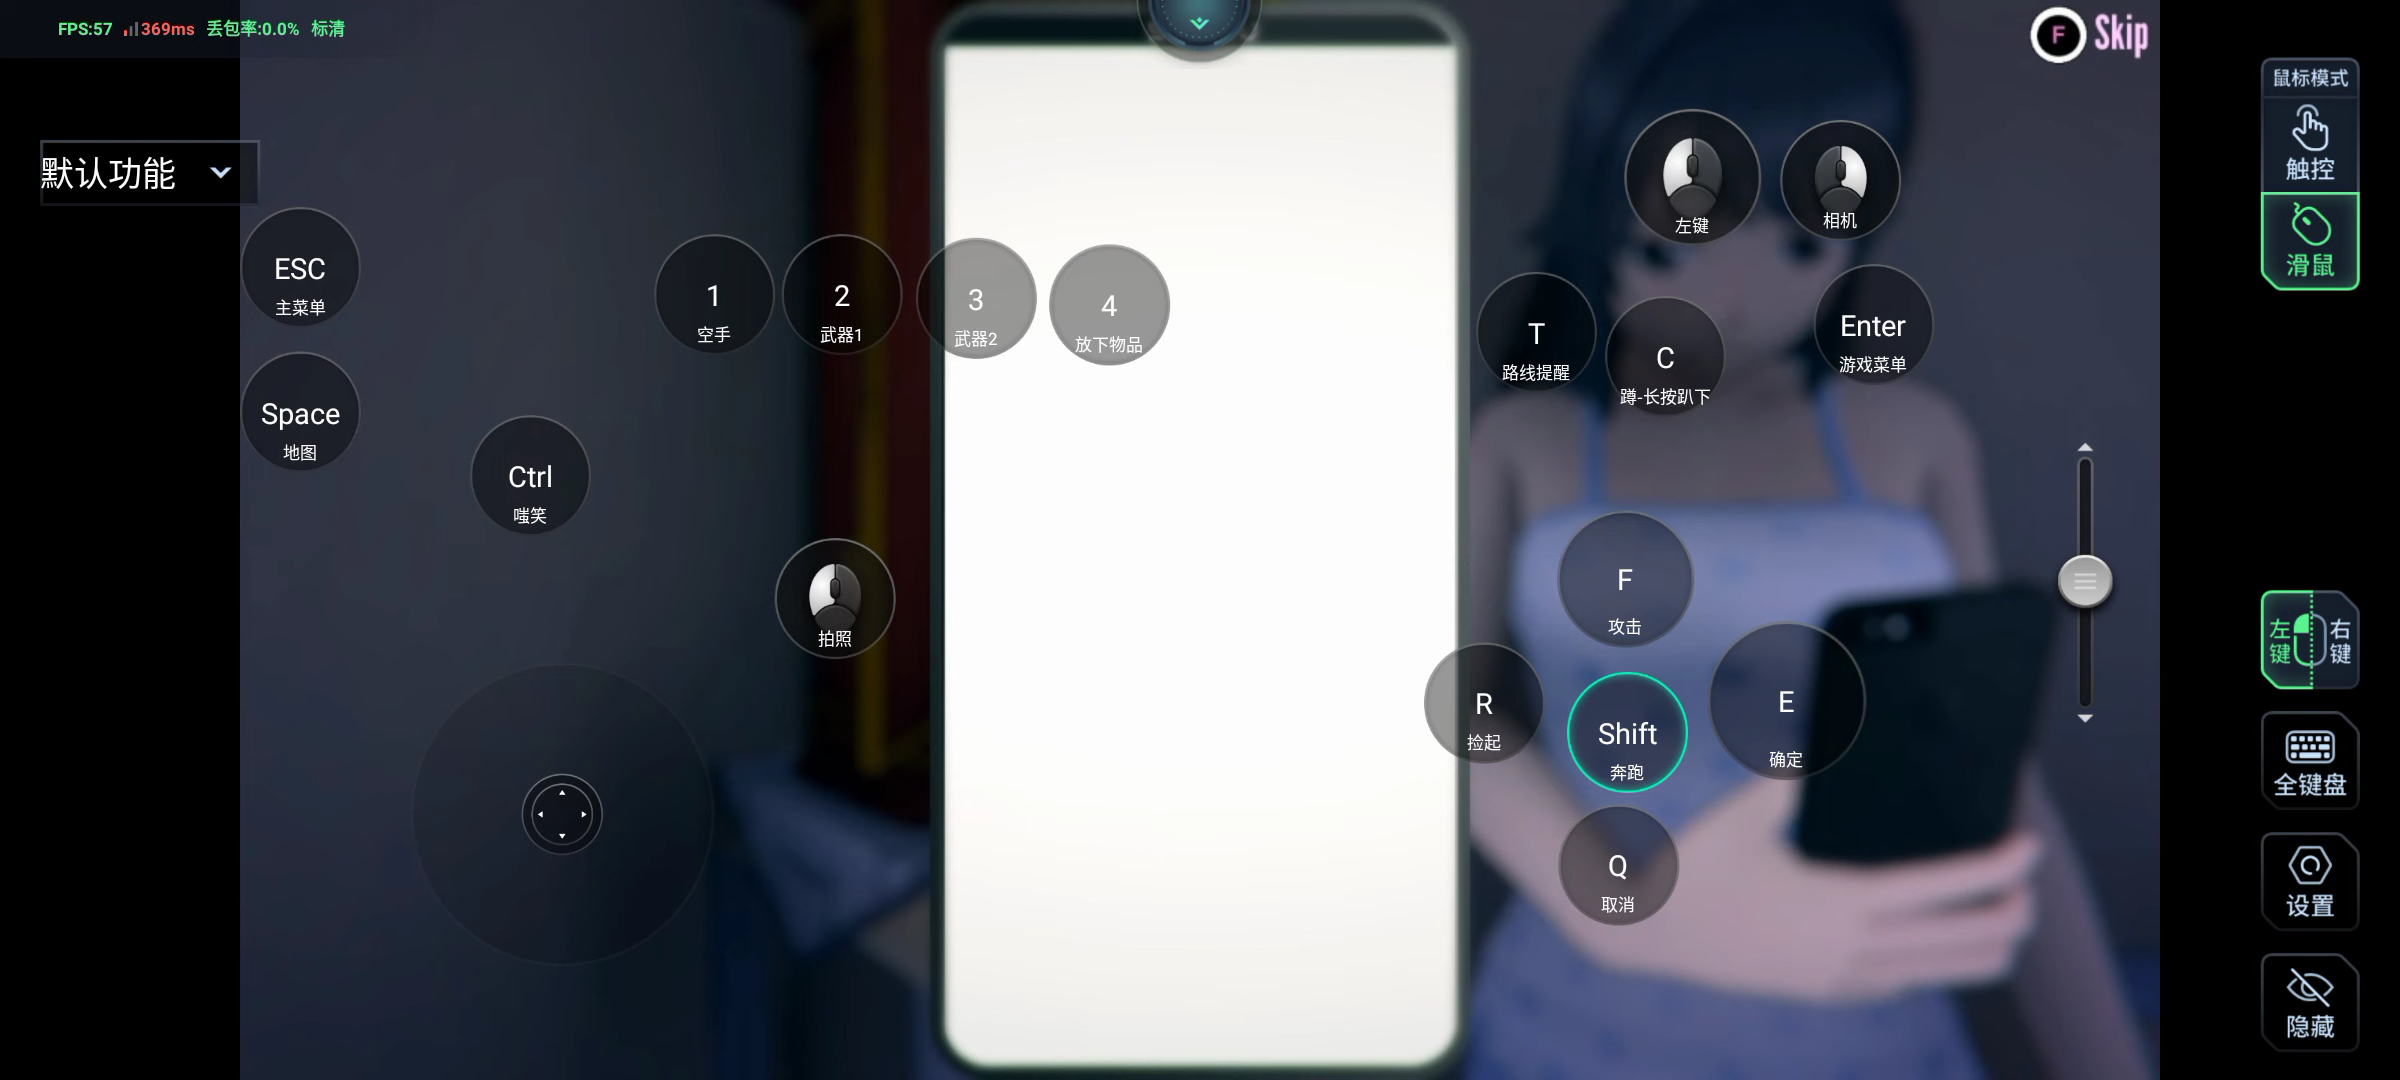 FPS:57 369ms 丢包率:0.0% 标清
F Skip
鼠标模式
触控
滑鼠
默认功能
左键
相机
ESC
主菜单
1
空手
2
武器1
3
武器2
4
放下物品
T
路线提醒
C
蹲-长按趴下
Enter
游戏菜单
Space
地图
Ctrl
嗤笑
拍照
F
攻击
R
捡起
Shift
奔跑
E
确定
Q
取消
左键
右键
全键盘
设置
隐藏